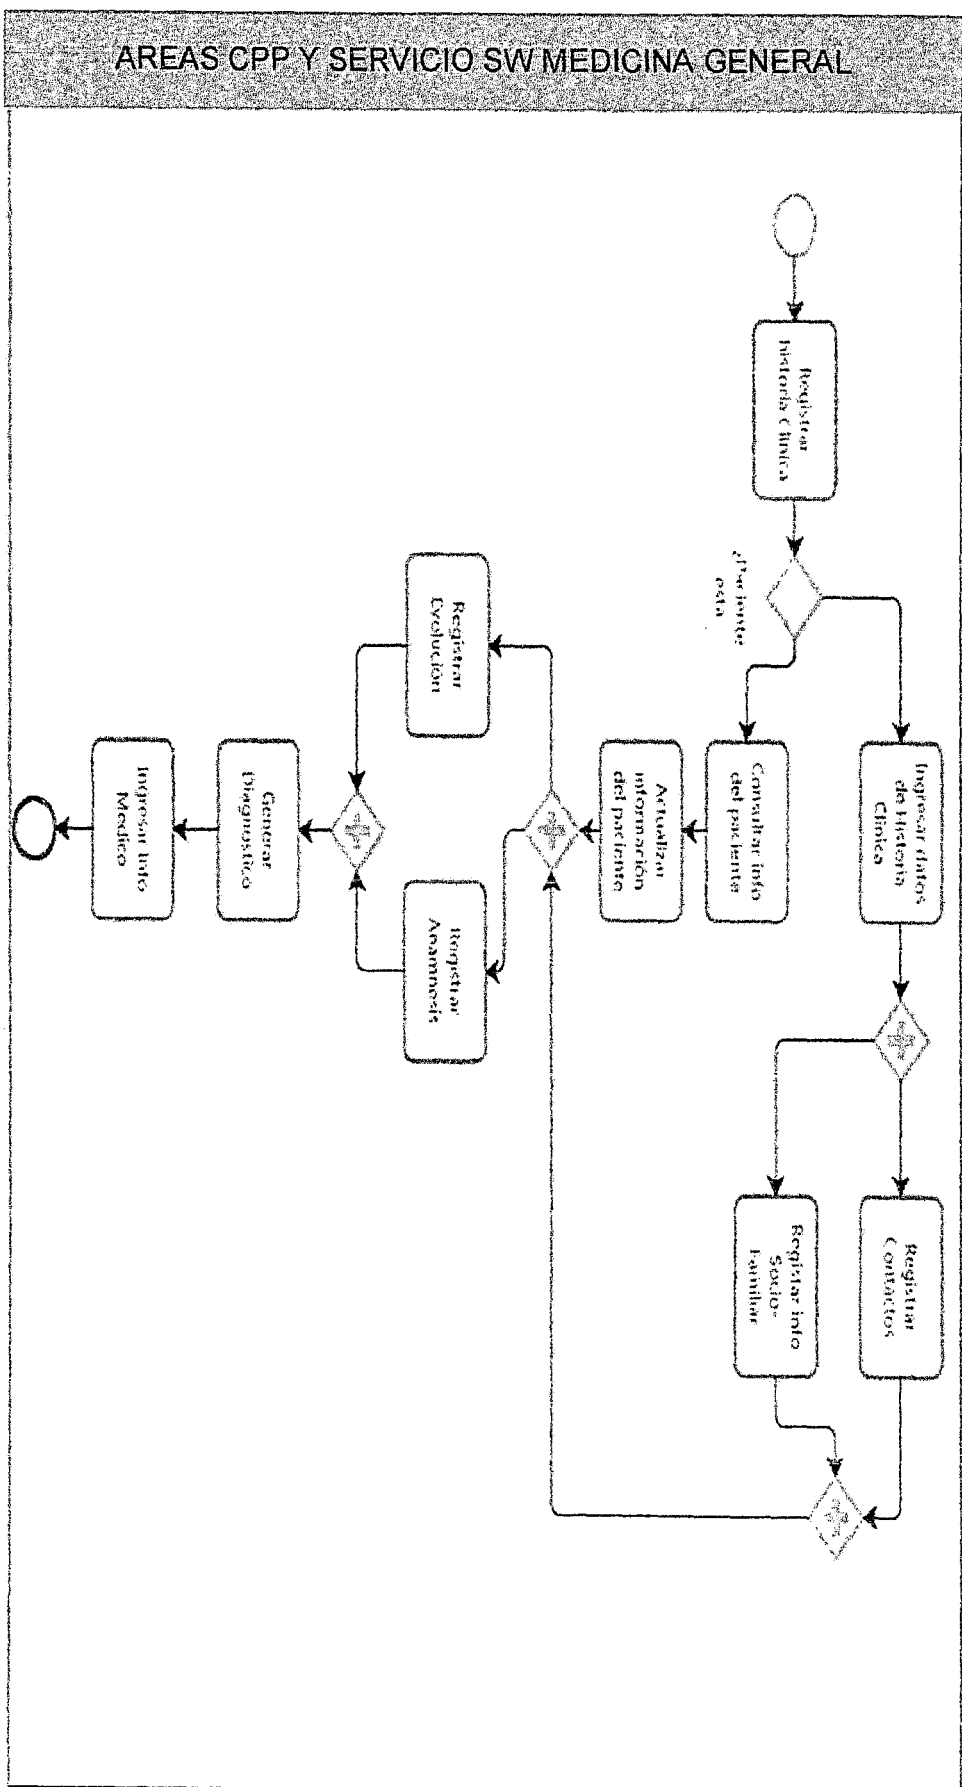 AREAS CPP Y SERVICIO SW MEDICINA GENERAL
Registrar
historia Clinica
¿Paciente
esta
Ingresar datos
de Historia
Clinica
Consultar info
del paciente
Actualizar
información
del paciente
Registrar
Contactos
Registar info
Socio-
Familiar
Registrar
Evolución
Registrar
Anamnesis
Generar
Diagnostico
Ingresar Info
Medico